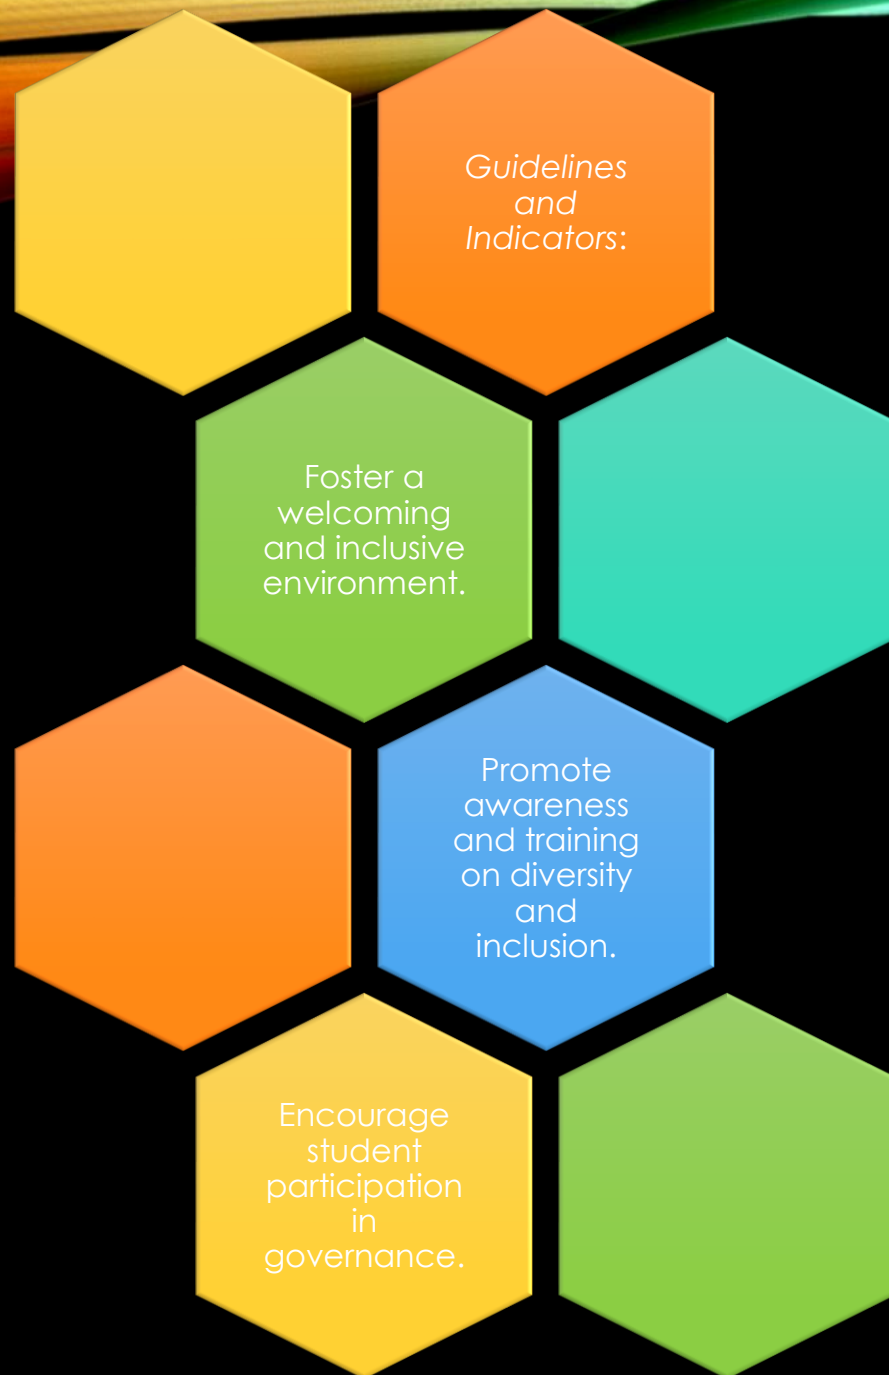 Guidelines
and
Indicators:
Foster a
welcoming
and inclusive
environment.
Promote
awareness
and training
on diversity
and
inclusion.
Encourage
student
participation
in
governance.